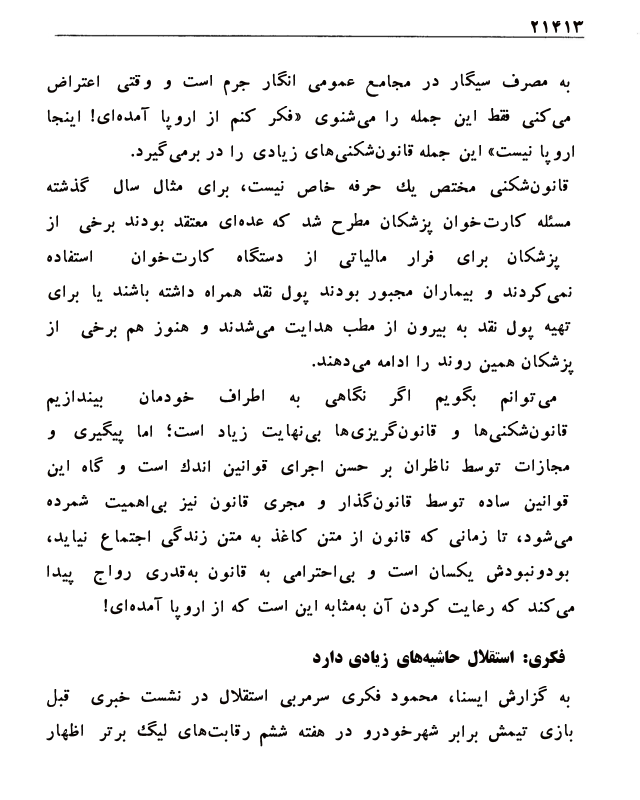 ۲۱۴۱۳
به مصرف سیگار در مجامع عمومی انگار جرم است و وقتی اعتراض
می‌کنی فقط این جمله را می‌شنوی «فکر کنم از اروپا آمده‌ای! اینجا
اروپا نیست» این جمله قانون‌شکنی‌های زیادی را در برمی‌گیرد.
قانون‌شکنی مختص یك حرفه خاص نیست، برای مثال سال گذشته
مسئله کارت‌خوان پزشکان مطرح شد که عده‌ای معتقد بودند برخی از
پزشکان برای فرار مالیاتی از دستگاه کارت‌خوان استفاده
نمی‌کردند و بیماران مجبور بودند پول نقد همراه داشته باشند یا برای
تهیه پول نقد به بیرون از مطب هدایت می‌شدند و هنوز هم برخی از
پزشکان همین روند را ادامه می‌دهند.
می‌توانم بگویم اگر نگاهی به اطراف خودمان بیندازیم
قانون‌شکنی‌ها و قانون‌گریزی‌ها بی‌نهایت زیاد است؛ اما پیگیری و
مجازات توسط ناظران بر حسن اجرای قوانین اندك است و گاه این
قوانین ساده توسط قانون‌گذار و مجری قانون نیز بی‌اهمیت شمرده
می‌شود، تا زمانی که قانون از متن کاغذ به متن زندگی اجتماع نیاید،
بودونبودش یکسان است و بی‌احترامی به قانون به‌قدری رواج پیدا
می‌کند که رعایت کردن آن به‌مثابه این است که از اروپا آمده‌ای!
فکری: استقلال حاشیه‌های زیادی دارد
به گزارش ایسنا، محمود فکری سرمربی استقلال در نشست خبری قبل
بازی تیمش برابر شهرخودرو در هفته ششم رقابت‌های لیگ برتر اظهار